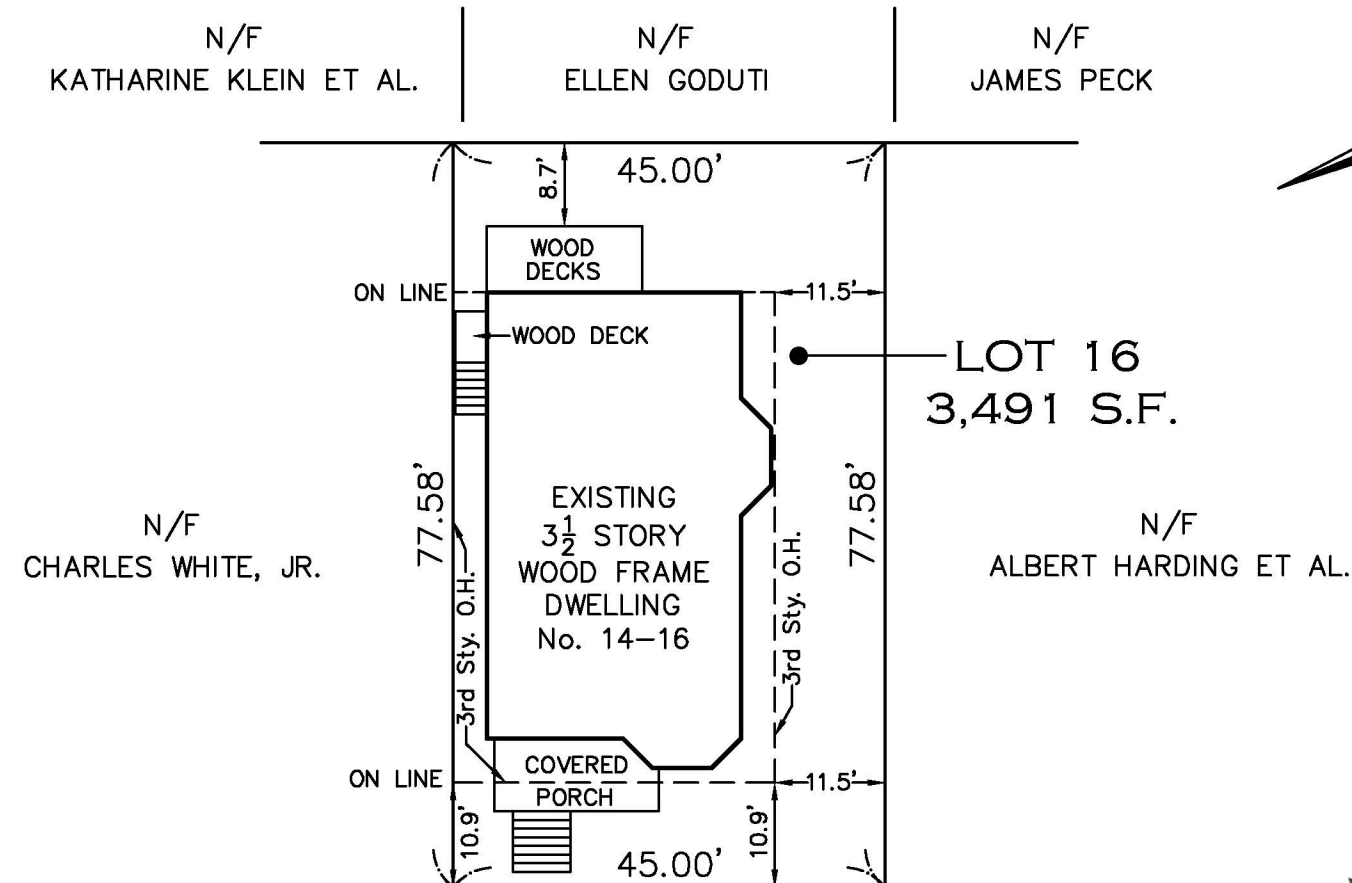 N/F
KATHARINE KLEIN ET AL.
N/F
ELLEN GODUTI
N/F
JAMES PECK
45.00'
8.7'
WOOD
DECKS
ON LINE
11.5'
WOOD DECK
LOT 16
3,491 S.F.
77.58'
77.58'
EXISTING
3½ STORY
WOOD FRAME
DWELLING
No. 14-16
N/F
CHARLES WHITE, JR.
N/F
ALBERT HARDING ET AL.
3rd Sty. O.H.
3rd Sty. O.H.
COVERED
PORCH
ON LINE
11.5'
10.9'
10.9'
45.00'